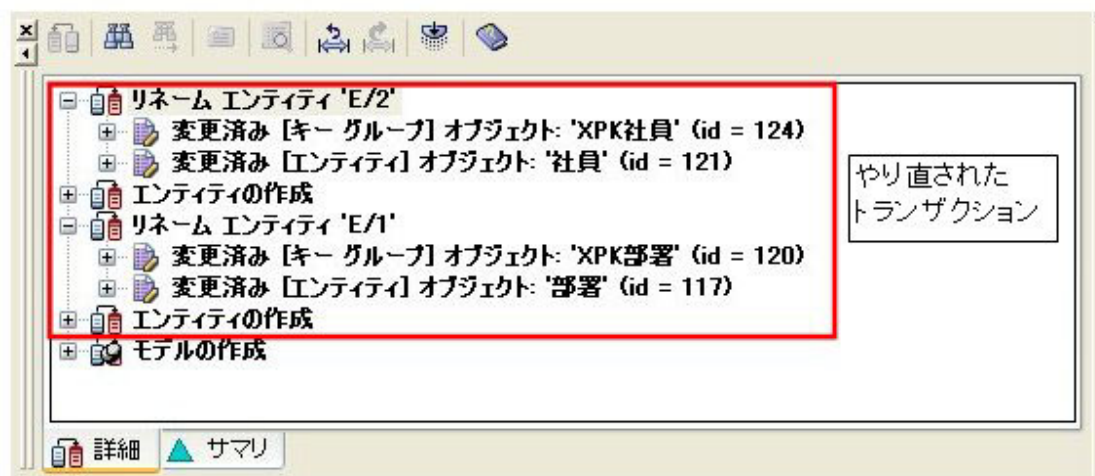 リネーム エンティティ 'E/2'
変更済み [キー グループ] オブジェクト: 'XPK社員' (id = 124)
変更済み [エンティティ] オブジェクト: '社員' (id = 121)
エンティティの作成
リネーム エンティティ 'E/1'
変更済み [キー グループ] オブジェクト: 'XPK部署' (id = 120)
変更済み [エンティティ] オブジェクト: '部署' (id = 117)
エンティティの作成
モデルの作成
やり直された
トランザクション
詳細
サマリ